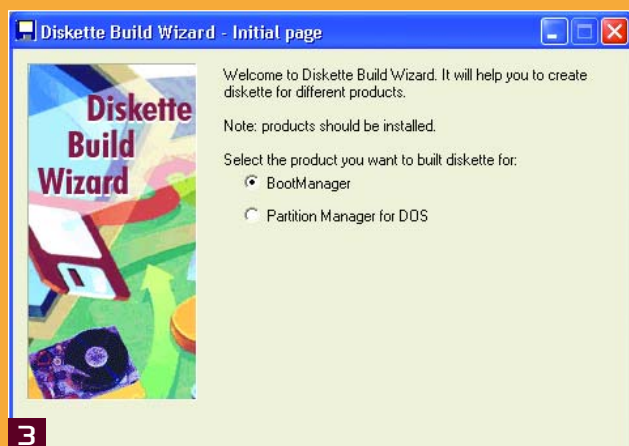 Diskette Build Wizard - Initial page
Diskette
Build
Wizard
Welcome to Diskette Build Wizard. It will help you to create
diskette for different products.
Note: products should be installed.
Select the product you want to built diskette for:
BootManager
Partition Manager for DOS
3